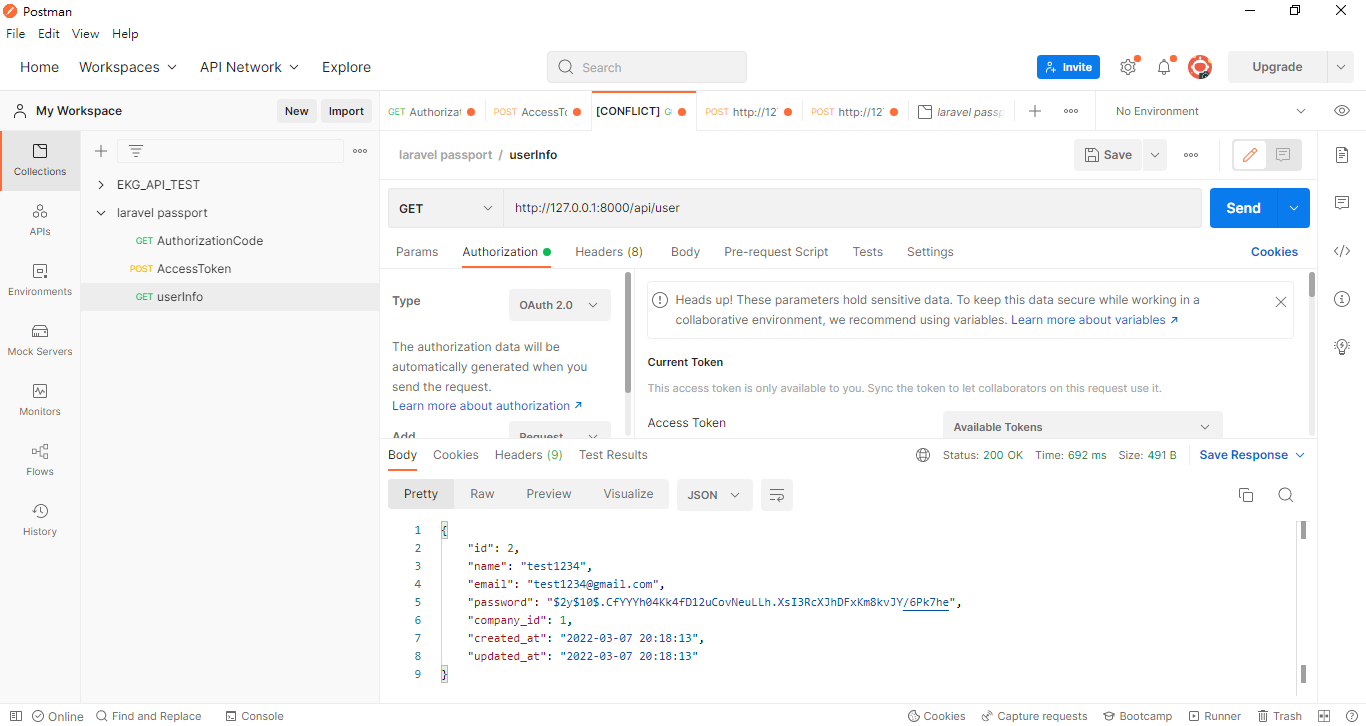 Postman
File Edit View Help
Home Workspaces API Network Explore Search Invite Upgrade
My Workspace New Import
GET Authorizat POST AccessTo [CONFLICT] G POST http://12 POST http://12 laravel passp No Environment
Collections
APIs
Environments
Mock Servers
Monitors
Flows
History
EKG_API_TEST
laravel passport
GET AuthorizationCode
POST AccessToken
GET userInfo
laravel passport / userInfo Save
GET http://127.0.0.1:8000/api/user Send
Params Authorization Headers (8) Body Pre-request Script Tests Settings Cookies
Type OAuth 2.0
The authorization data will be
automatically generated when you
send the request.
Learn more about authorization ↗
Add Request
Heads up! These parameters hold sensitive data. To keep this data secure while working in a
collaborative environment, we recommend using variables. Learn more about variables ↗
Current Token
This access token is only available to you. Sync the token to let collaborators on this request use it.
Access Token Available Tokens
Body Cookies Headers (9) Test Results Status: 200 OK Time: 692 ms Size: 491 B Save Response
Pretty Raw Preview Visualize JSON
1 {
2 "id": 2,
3 "name": "test1234",
4 "email": "test1234@gmail.com",
5 "password": "$2y$10$.CfYYYh04Kk4fD12uCovNeuLLh.XsI3RcXJhDFxKm8kvJY/6Pk7he",
6 "company_id": 1,
7 "created_at": "2022-03-07 20:18:13",
8 "updated_at": "2022-03-07 20:18:13"
9 }
Online Find and Replace Console Cookies Capture requests Bootcamp Runner Trash